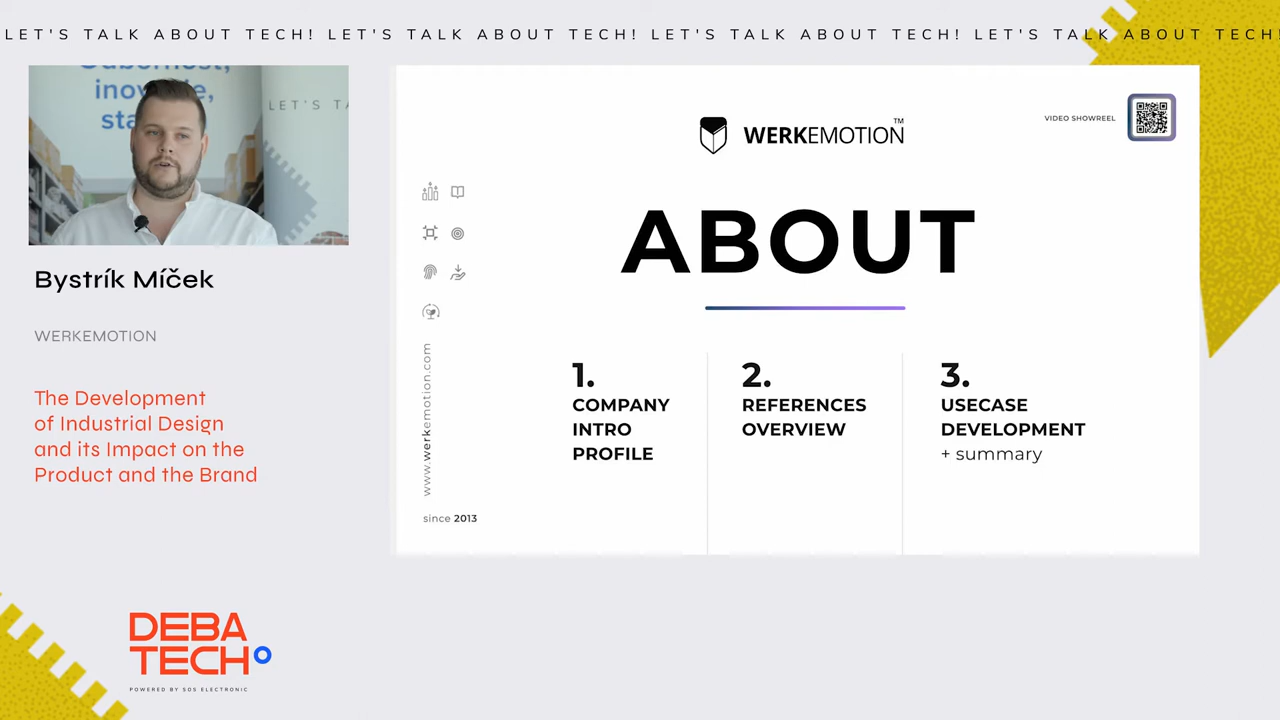 LET'S TALK ABOUT TECH! LET'S TALK ABOUT TECH! LET'S TALK ABOUT TECH! LET'S TALK ABOUT TECH!
LET'S TA
Bystrík Míček
WERKEMOTION
The Development
of Industrial Design
and its Impact on the
Product and the Brand
WERKEMOTION™
VIDEO SHOWREEL
ABOUT
1.
COMPANY
INTRO
PROFILE
2.
REFERENCES
OVERVIEW
3.
USECASE
DEVELOPMENT
+ summary
www.werkemotion.com
since 2013
DEBA
TECH
POWERED BY SOS ELECTRONIC